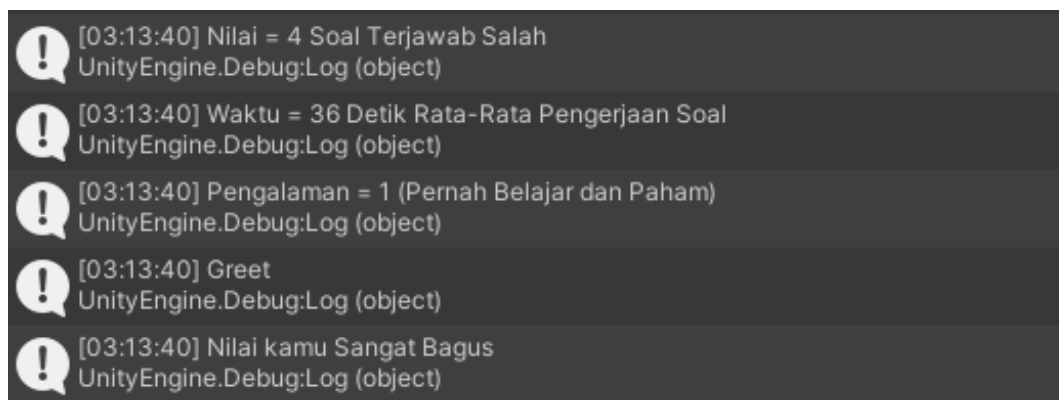 [03:13:40] Nilai = 4 Soal Terjawab Salah
UnityEngine.Debug:Log (object)
[03:13:40] Waktu = 36 Detik Rata-Rata Pengerjaan Soal
UnityEngine.Debug:Log (object)
[03:13:40] Pengalaman = 1 (Pernah Belajar dan Paham)
UnityEngine.Debug:Log (object)
[03:13:40] Greet
UnityEngine.Debug:Log (object)
[03:13:40] Nilai kamu Sangat Bagus
UnityEngine.Debug:Log (object)